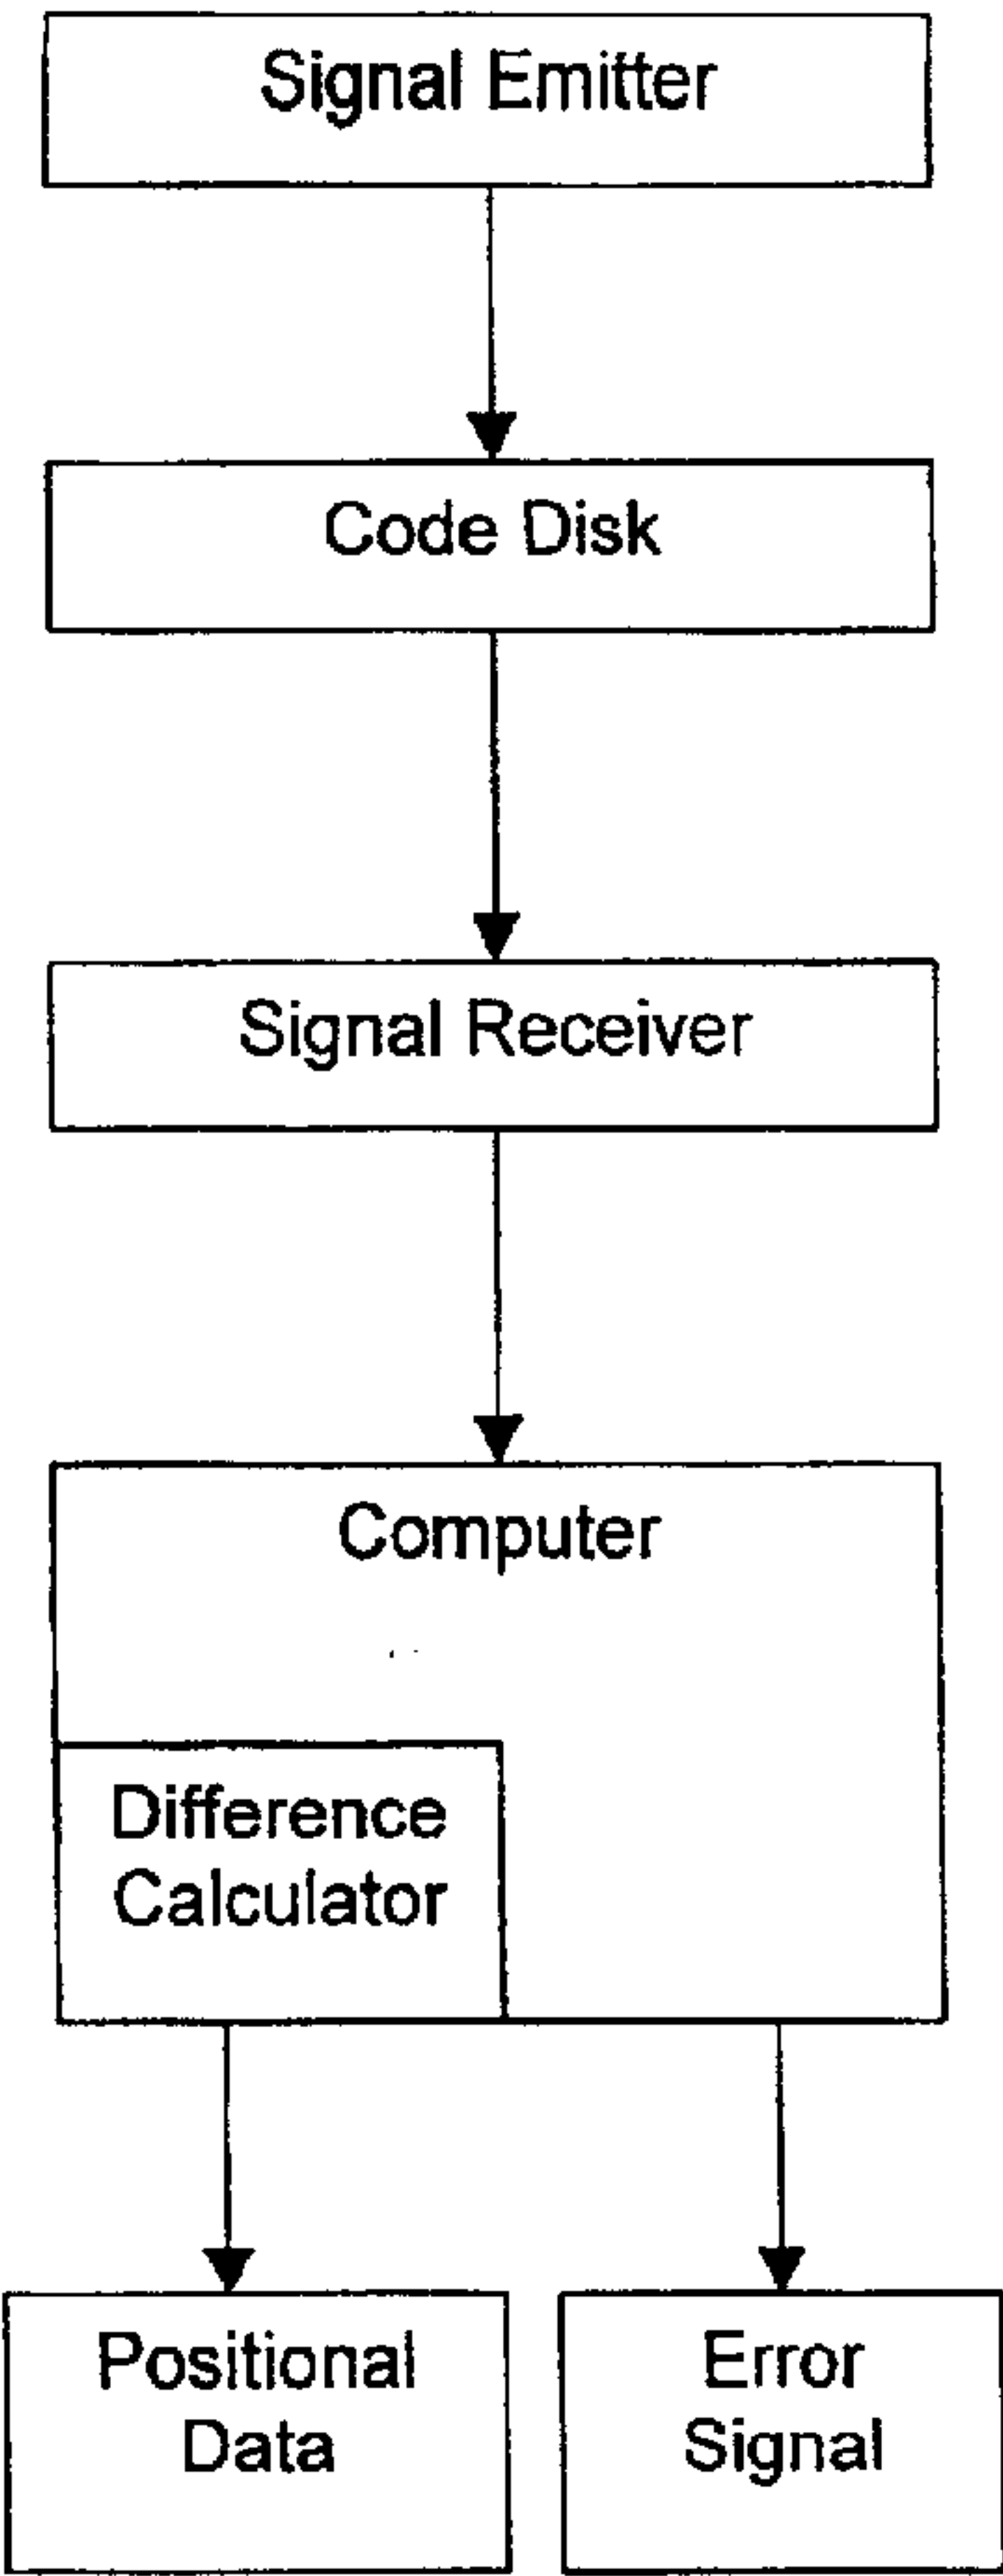 Signal Emitter
Code Disk
Signal Receiver
Computer
Difference
Calculator
Positional
Data
Error
Signal